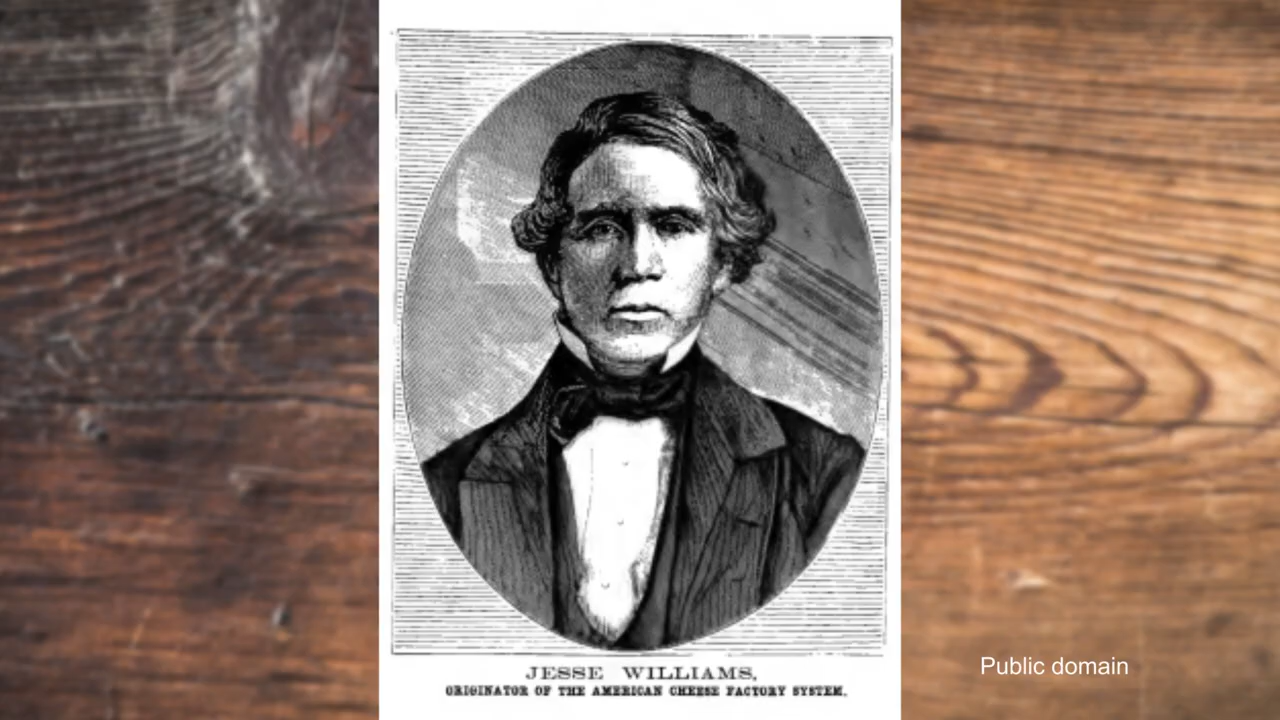 JESSE WILLIAMS,
ORIGINATOR OF THE AMERICAN CHEESE FACTORY SYSTEM.
Public domain